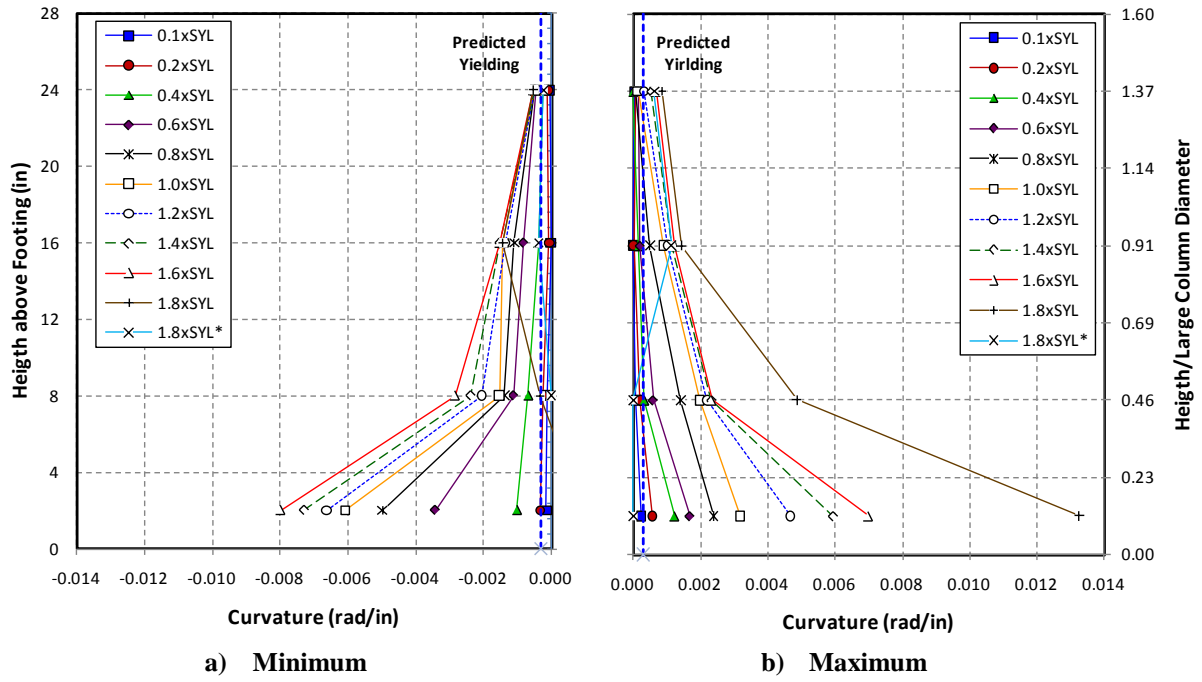 28
24
20
16
12
8
4
0
Heigth above Footing (in)
0.1xSYL
0.2xSYL
0.4xSYL
0.6xSYL
0.8xSYL
1.0xSYL
1.2xSYL
1.4xSYL
1.6xSYL
1.8xSYL
1.8xSYL*
Predicted
Yielding
-0.014 -0.012 -0.010 -0.008 -0.006 -0.004 -0.002 0.000
Curvature (rad/in)
a) Minimum
Predicted
Yirlding
0.1xSYL
0.2xSYL
0.4xSYL
0.6xSYL
0.8xSYL
1.0xSYL
1.2xSYL
1.4xSYL
1.6xSYL
1.8xSYL
1.8xSYL*
1.60
1.37
1.14
0.91
0.69
0.46
0.23
0.00
Heigth/Large Column Diameter
0.000 0.002 0.004 0.006 0.008 0.010 0.012 0.014
Curvature (rad/in)
b) Maximum